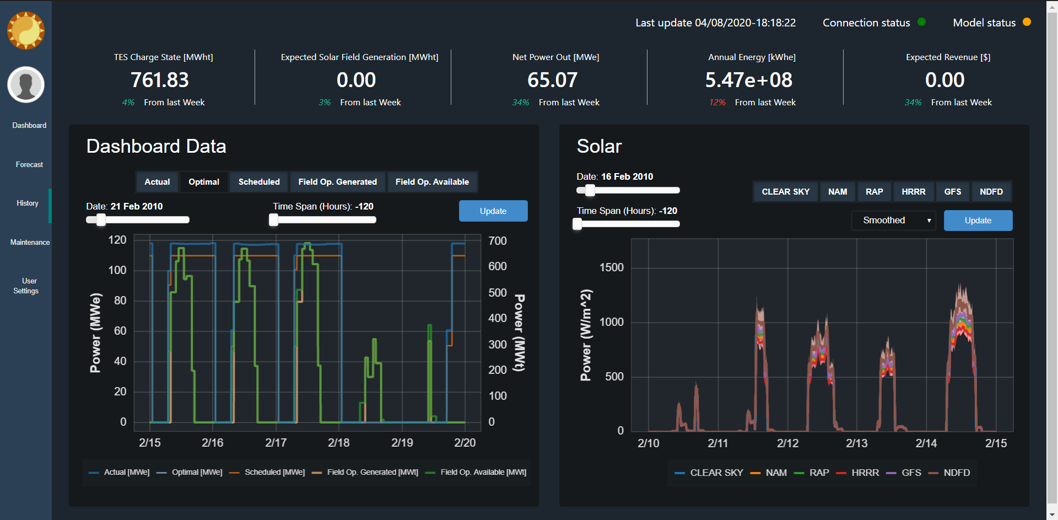 Last update 04/08/2020-18:18:22 Connection status Model status
TES Charge State [MWht] Expected Solar Field Generation [MWht] Net Power Out [MWe] Annual Energy [kWhe] Expected Revenue [$]
761.83 0.00 65.07 5.47e+08 0.00
4% From last Week 3% From last Week 34% From last Week 12% From last Week 34% From last Week
Dashboard
Forecast
History
Maintenance
User
Settings
Dashboard Data
Actual Optimal Scheduled Field Op. Generated Field Op. Available
Date: 21 Feb 2010 Time Span (Hours): -120 Update
Power (MWe)
120
100
80
60
40
20
0
700
600
500
400
300
200
100
0
Power (MWt)
2/15 2/16 2/17 2/18 2/19 2/20
Actual [MWe] Optimal [MWe] Scheduled [MWe] Field Op. Generated [MWt] Field Op. Available [MWt]
Solar
Date: 16 Feb 2010
CLEAR SKY NAM RAP HRRR GFS NDFD
Time Span (Hours): -120
Smoothed Update
Power (W/m^2)
1500
1000
500
0
2/10 2/11 2/12 2/13 2/14 2/15
CLEAR SKY NAM RAP HRRR GFS NDFD